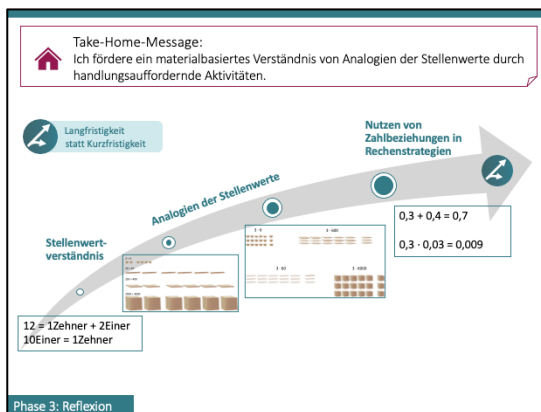 Take-Home-Message:
Ich fördere ein materialbasiertes Verständnis von Analogien der Stellenwerte durch
handlungsauffordernde Aktivitäten.
Langfristigkeit
statt Kurzfristigkeit
Nutzen von
Zahlbeziehungen in
Rechenstrategien
Analogien der Stellenwerte
Stellenwert-
verständnis
0,3 + 0,4 = 0,7
0,3 · 0,03 = 0,009
12 = 1Zehner + 2Einer
10Einer = 1Zehner
Phase 3: Reflexion